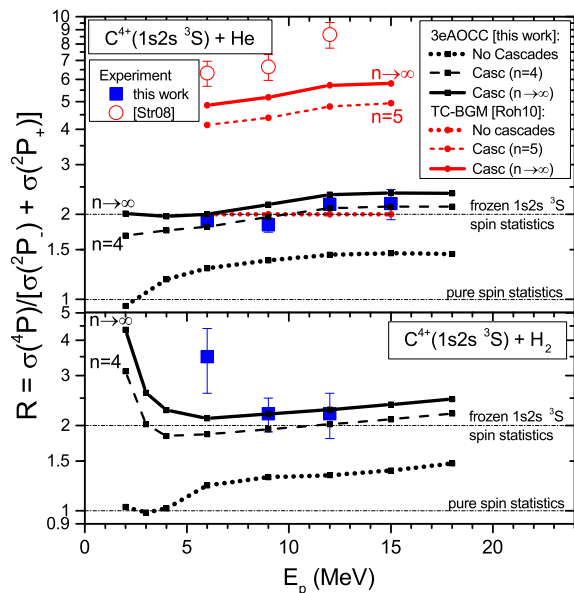 C⁴⁺(1s2s ³S) + He
Experiment
this work
[Str08]
3eAOCC [this work]:
No Cascades
Casc (n=4)
Casc (n→∞)
TC-BGM [Roh10]:
No cascades
Casc (n=5)
Casc (n→∞)
n→∞
n=5
n→∞
n=4
frozen 1s2s ³S
spin statistics
pure spin statistics
10
9
8
7
6
5
4
3
2
1.5
1
C⁴⁺(1s2s ³S) + H₂
n→∞
n=4
frozen 1s2s ³S
spin statistics
pure spin statistics
5
4
3
2
1.5
1
0.9
0
5
10
15
20
R = σ(⁴P)/[σ(²P₋) + σ(²P₊)]
Eₚ (MeV)